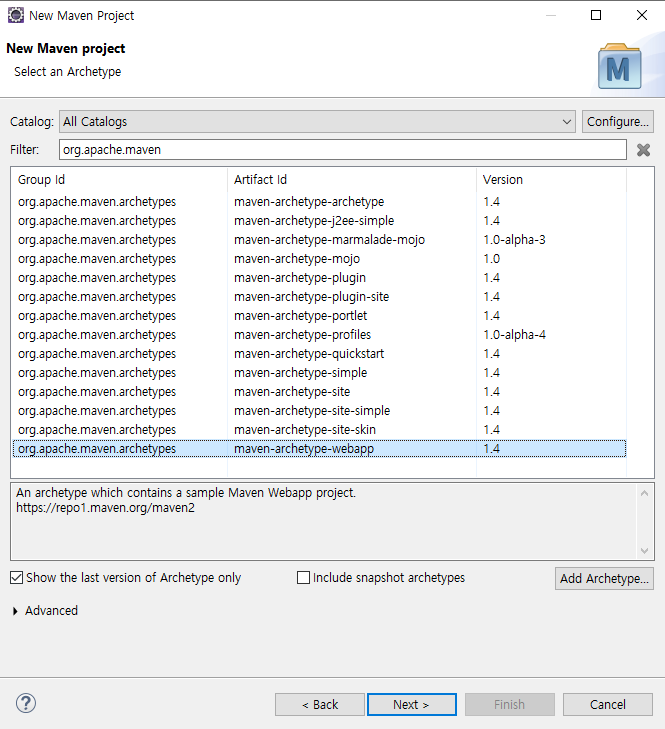 New Maven Project
New Maven project
Select an Archetype
M
Catalog: All Catalogs Configure...
Filter: org.apache.maven
Group Id Artifact Id Version
org.apache.maven.archetypes maven-archetype-archetype 1.4
org.apache.maven.archetypes maven-archetype-j2ee-simple 1.4
org.apache.maven.archetypes maven-archetype-marmalade-mojo 1.0-alpha-3
org.apache.maven.archetypes maven-archetype-mojo 1.0
org.apache.maven.archetypes maven-archetype-plugin 1.4
org.apache.maven.archetypes maven-archetype-plugin-site 1.4
org.apache.maven.archetypes maven-archetype-portlet 1.4
org.apache.maven.archetypes maven-archetype-profiles 1.0-alpha-4
org.apache.maven.archetypes maven-archetype-quickstart 1.4
org.apache.maven.archetypes maven-archetype-simple 1.4
org.apache.maven.archetypes maven-archetype-site 1.4
org.apache.maven.archetypes maven-archetype-site-simple 1.4
org.apache.maven.archetypes maven-archetype-site-skin 1.4
org.apache.maven.archetypes maven-archetype-webapp 1.4
An archetype which contains a sample Maven Webapp project.
https://repo1.maven.org/maven2
Show the last version of Archetype only Include snapshot archetypes Add Archetype...
Advanced
? < Back Next > Finish Cancel